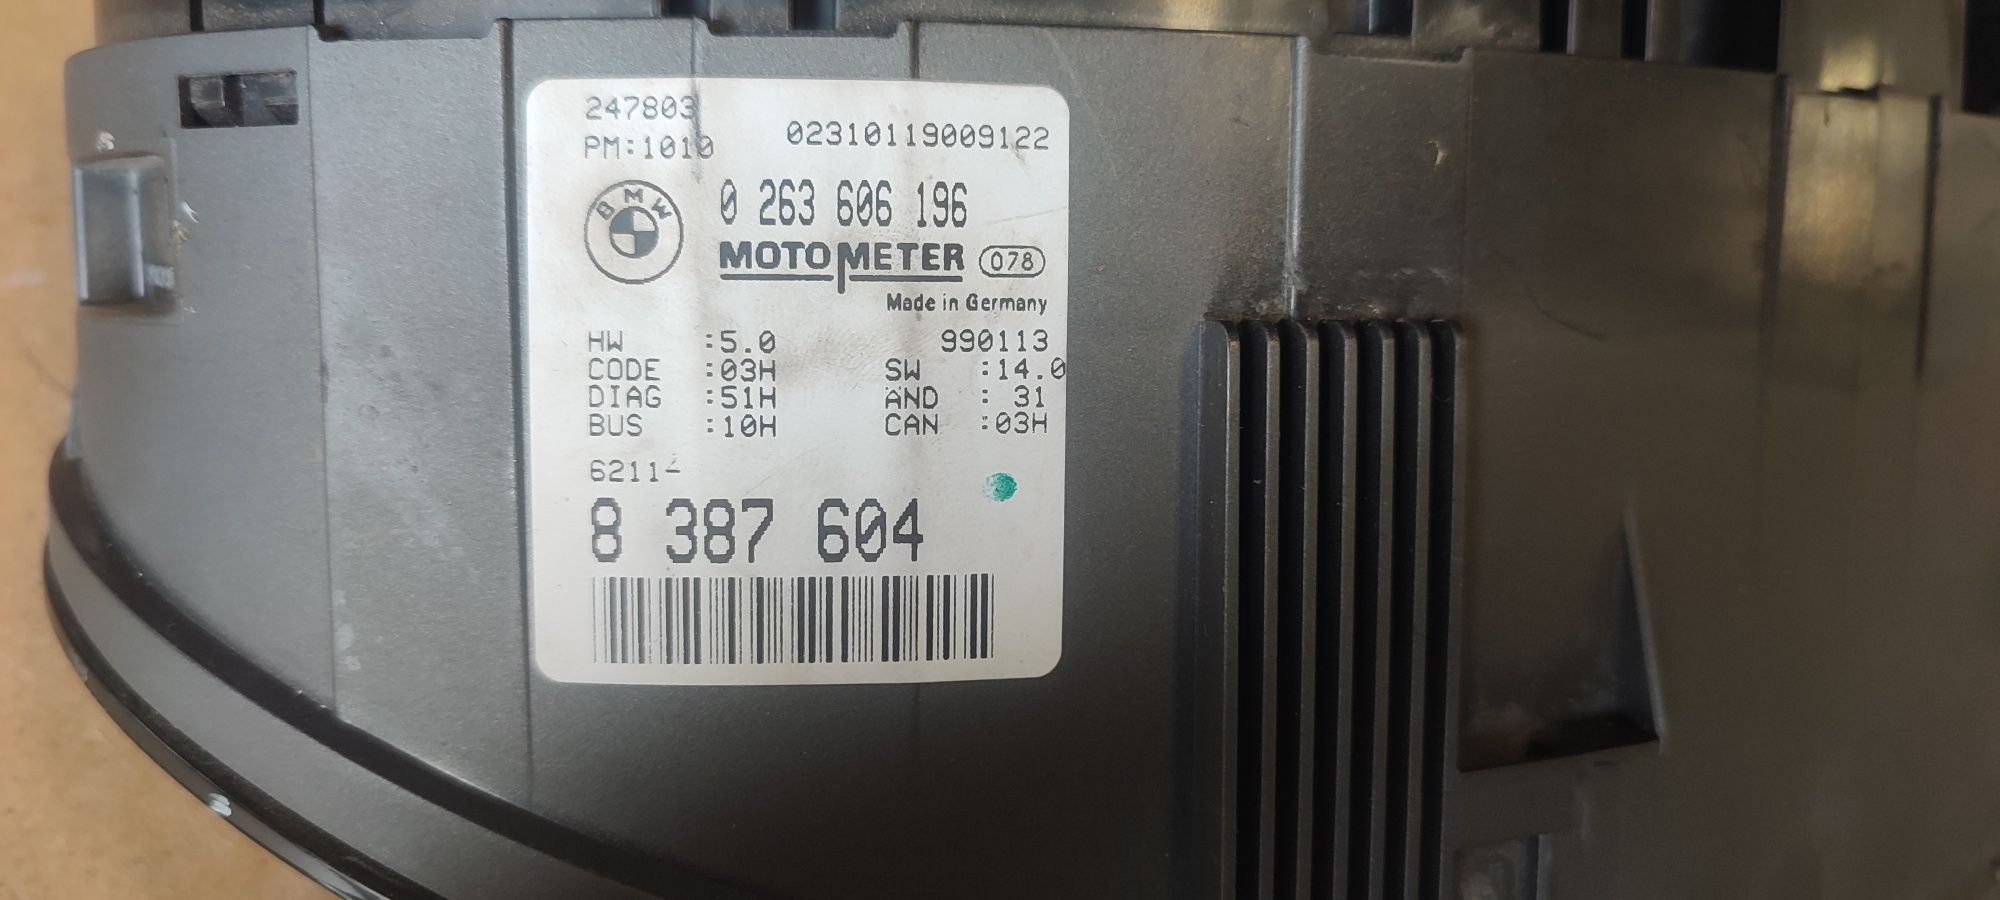 247803
PM:1010 02310119009122
BMW 0 263 606 196
MOTOMETER 078
Made in Germany
HW :5.0 990113
CODE :03H SW :14.0
DIAG :51H AND : 31
BUS :10H CAN :03H
6211-
8 387 604